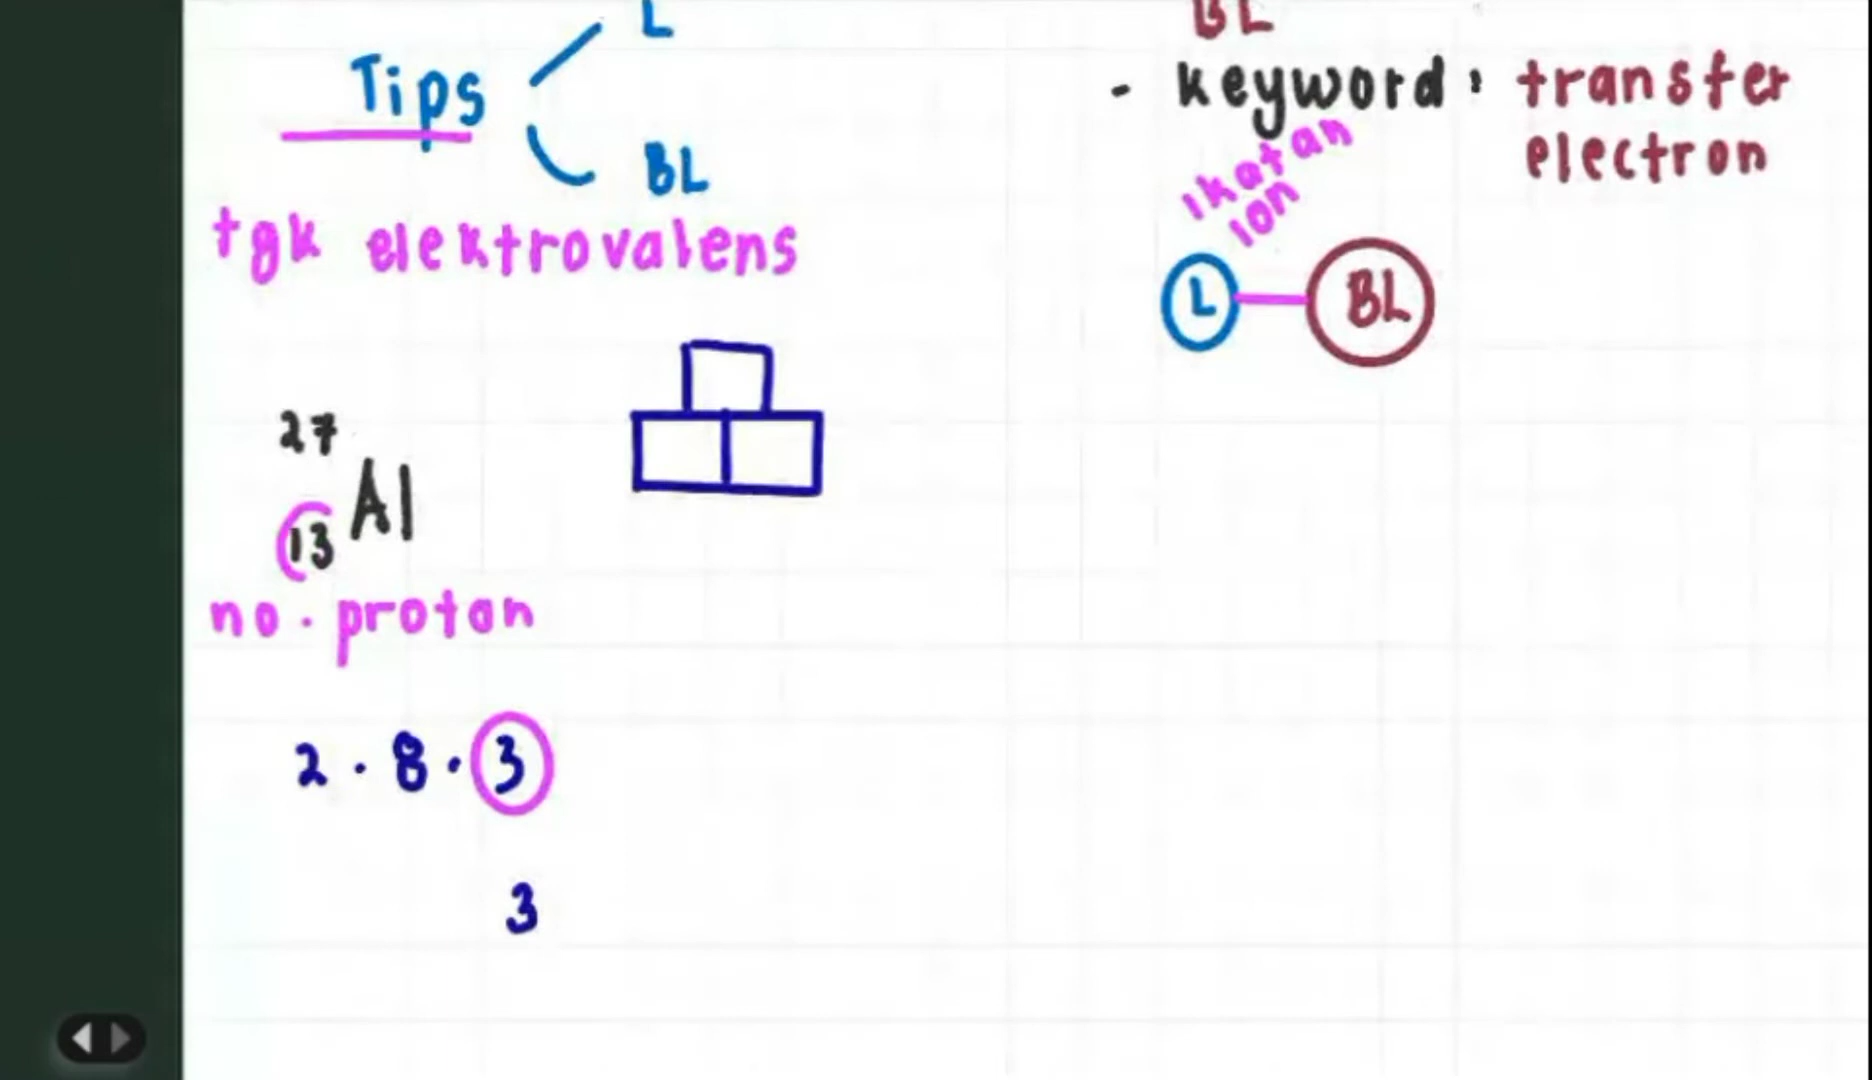 L
Tips
BL
tgk elektrovalens
27
13 Al
no. proton
2 . 8 . 3
3
BL
- keyword : transfer
electron
ikatan
ion
L
BL